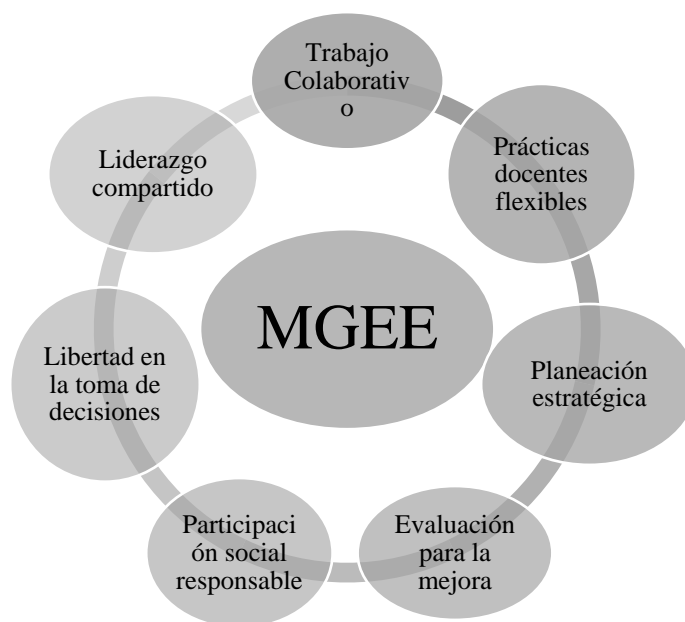 Trabajo
Colaborativ
o
Prácticas
docentes
flexibles
Planeación
estratégica
Evaluación
para la
mejora
Participaci
ón social
responsable
Libertad en
la toma de
decisiones
Liderazgo
compartido
MGEE